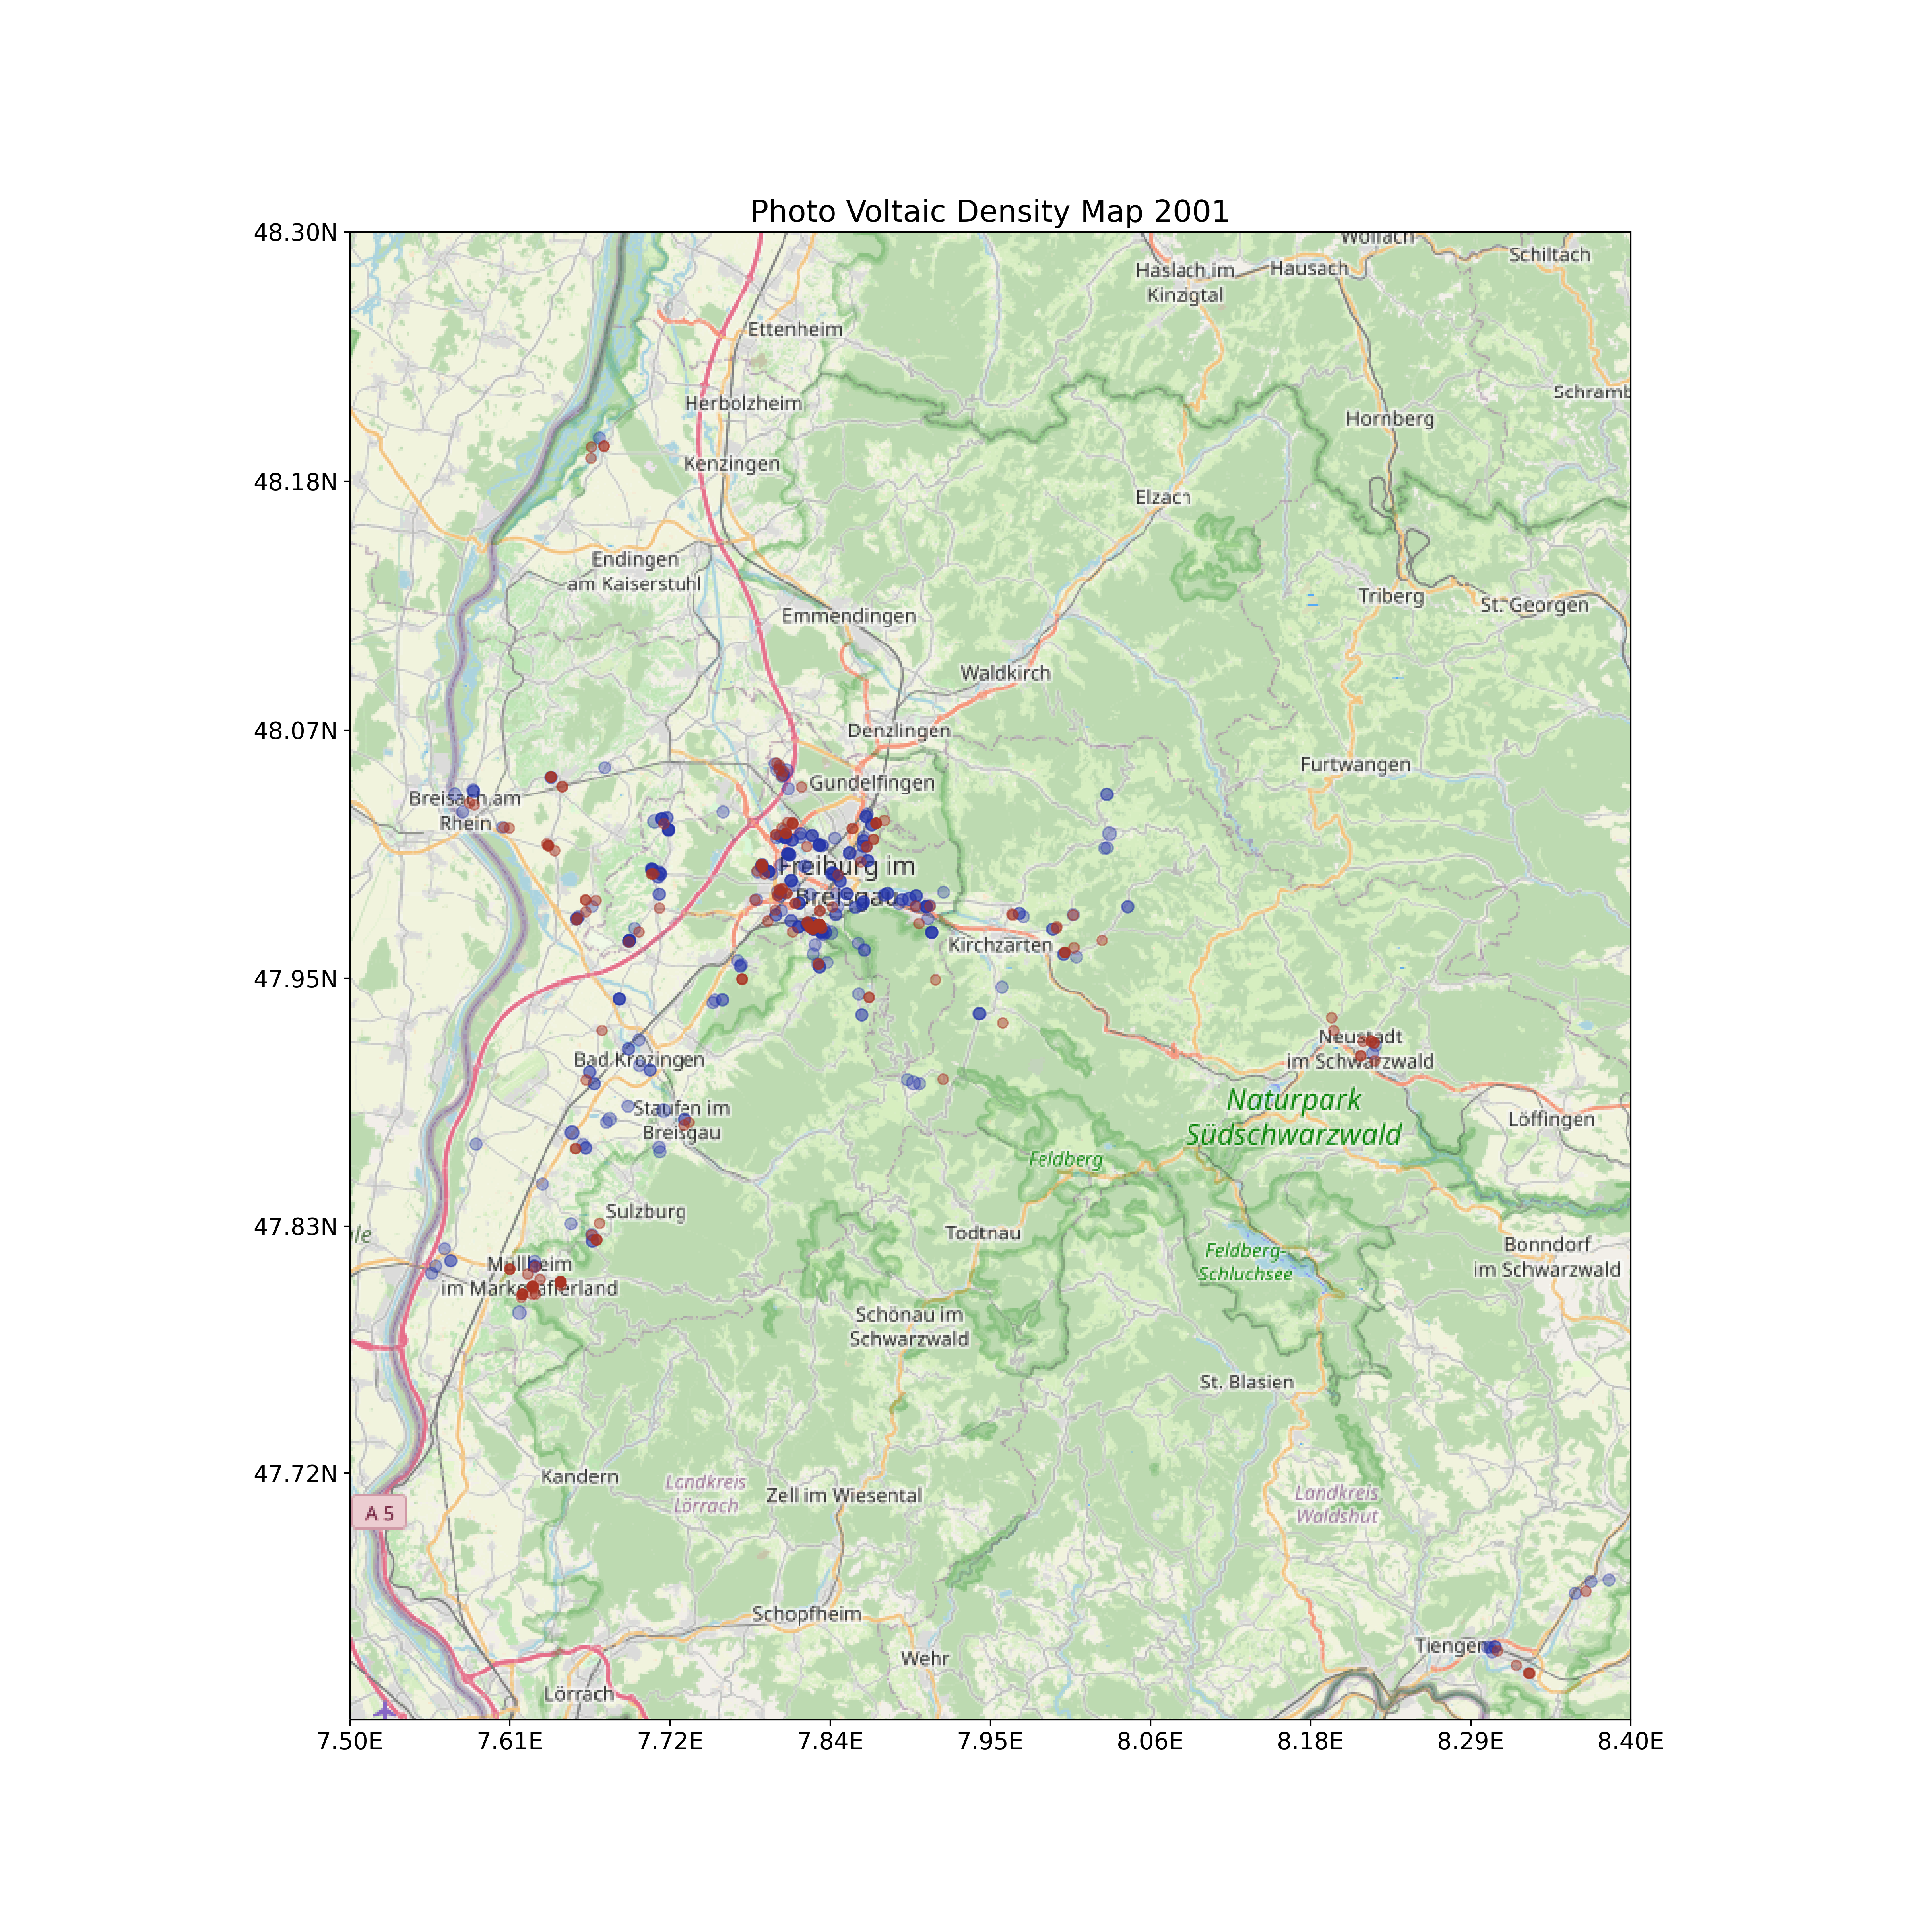 Photo Voltaic Density Map 2001
48.30N
48.18N
48.07N
47.95N
47.83N
47.72N
Wolfach
Schiltach
Haslach im
Kinzigtal
Hausach
Ettenheim
Schramb
Herbolzheim
Hornberg
Kenzingen
Elzach
Endingen
am Kaiserstuhl
Triberg
St. Georgen
Emmendingen
Waldkirch
Denzlingen
Furtwangen
Gundelfingen
Breisach am
Rhein
Freiburg im
Breisgau
Kirchzarten
Neustadt
im Schwarzwald
Bad Krozingen
Naturpark
Südschwarzwald
Staufen im
Breisgau
Löffingen
Feldberg
Sulzburg
Todtnau
le
Bonndorf
im Schwarzwald
Feldberg-
Schluchsee
Müllheim
im Markgräflerland
Schönau im
Schwarzwald
St. Blasien
Kandern
Landkreis
Lörrach
Zell im Wiesental
Landkreis
Waldshut
A 5
Schopfheim
Tiengen
Wehr
Lörrach
7.50E
7.61E
7.72E
7.84E
7.95E
8.06E
8.18E
8.29E
8.40E